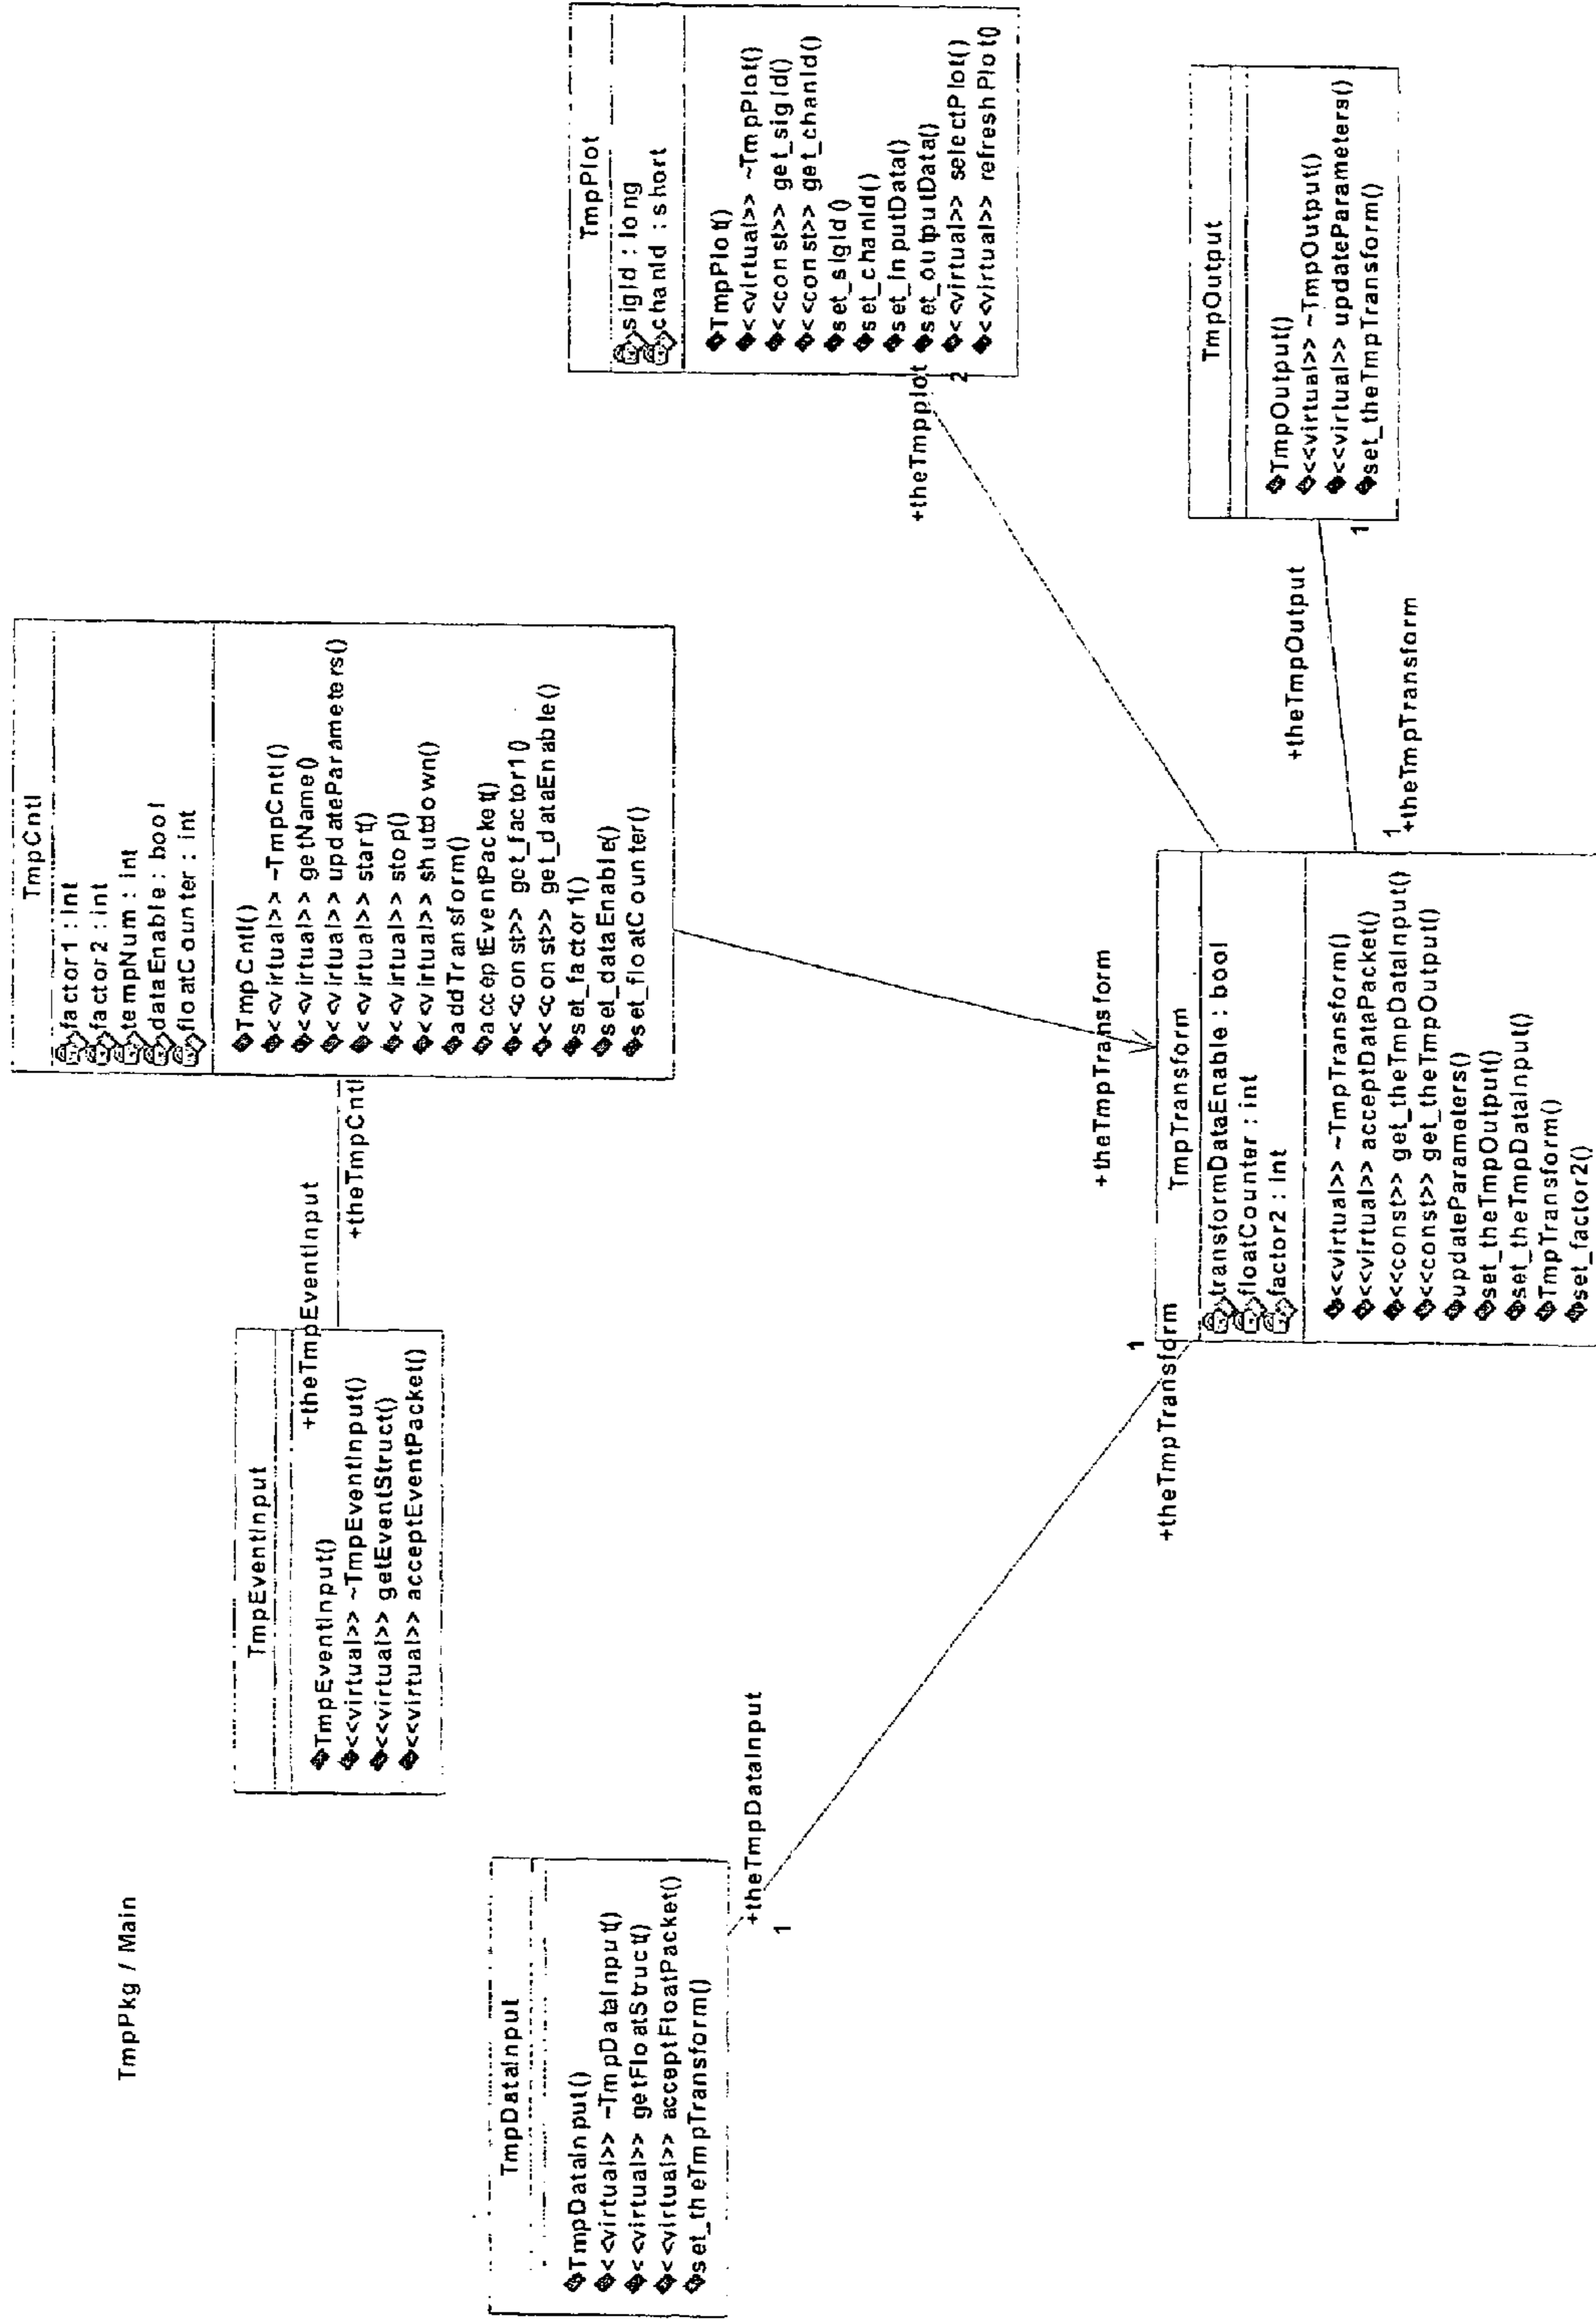 TmpPkg / Main
TmpCntl
factor1 : int
factor2 : int
tempNum : int
dataEnable : bool
floatCounter : int
TmpCntl()
<<virtual>> ~TmpCntl()
<<virtual>> getName()
<<virtual>> updateParameters()
<<virtual>> start()
<<virtual>> stop()
<<virtual>> shutdown()
addTransform()
acceptEventPacket()
<<const>> get_factor1()
<<const>> get_dataEnable()
set_factor1()
set_dataEnable()
set_floatCounter()
TmpEventInput
TmpEventInput()
<<virtual>> ~TmpEventInput()
<<virtual>> getEventStruct()
<<virtual>> acceptEventPacket()
+theTmpEventInput
+theTmpCntl
TmpDataInput
TmpDataInput()
<<virtual>> ~TmpDataInput()
<<virtual>> getFloatStruct()
<<virtual>> acceptFloatPacket()
set_theTmpTransform()
+theTmpDataInput
1
TmpPlot
sigId : long
chanId : short
TmpPlot()
<<virtual>> ~TmpPlot()
<<const>> get_sigId()
<<const>> get_chanId()
set_sigId()
set_chanId()
set_inputData()
set_outputData()
<<virtual>> selectPlot()
<<virtual>> refreshPlot()
+theTmpplot
2
+theTmpTransform
1
+theTmpTransform
TmpTransform
transformDataEnable : bool
floatCounter : int
factor2 : int
<<virtual>> ~TmpTransform()
<<virtual>> acceptDataPacket()
<<const>> get_theTmpDataInput()
<<const>> get_theTmpOutput()
updateParameters()
set_theTmpOutput()
set_theTmpDataInput()
TmpTransform()
set_factor2()
TmpOutput
TmpOutput()
<<virtual>> ~TmpOutput()
<<virtual>> updateParameters()
set_theTmpTransform()
+theTmpOutput
1
1
+theTmpTransform